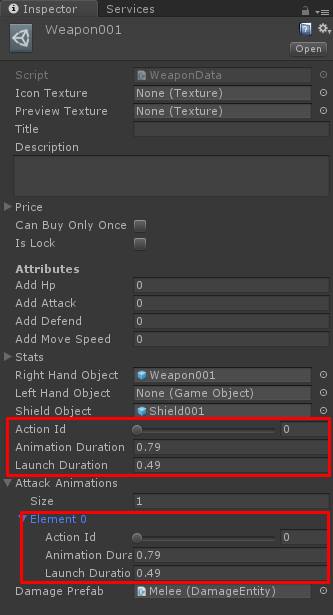 Inspector Services
Weapon001
Open
Script WeaponData
Icon Texture None (Texture)
Preview Texture None (Texture)
Title
Description
Price
Can Buy Only Once
Is Lock
Attributes
Add Hp 0
Add Attack 0
Add Defend 0
Add Move Speed 0
Stats
Right Hand Object Weapon001
Left Hand Object None (Game Object)
Shield Object Shield001
Action Id 0
Animation Duration 0.79
Launch Duration 0.49
Attack Animations
Size 1
Element 0
Action Id 0
Animation Dura 0.79
Launch Duratio 0.49
Damage Prefab Melee (DamageEntity)